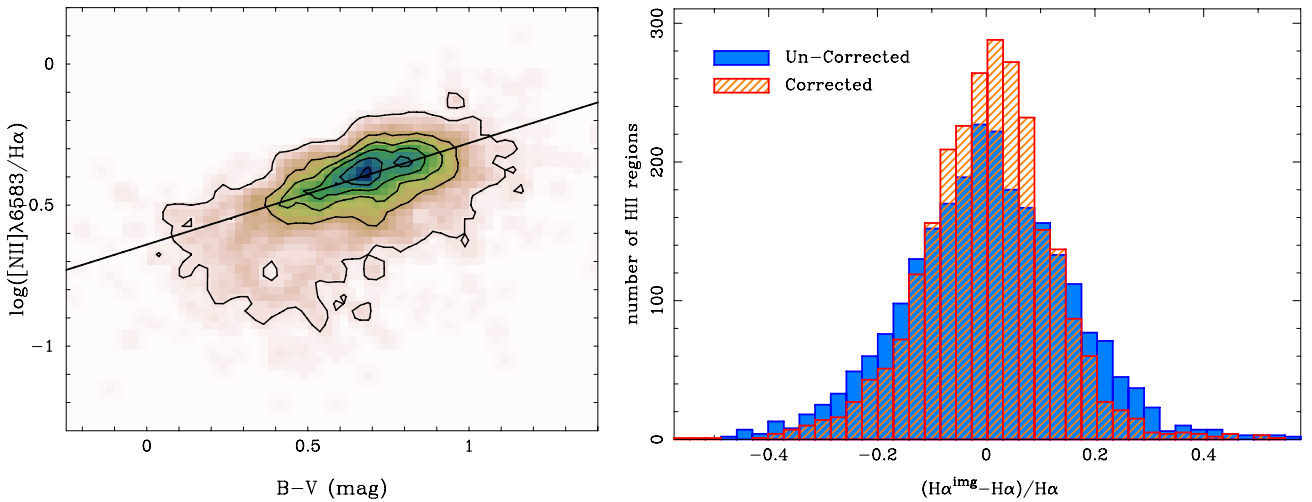 0
−0.5
−1
log([NII]λ6583/Hα)
0
0.5
1
B−V (mag)
300
200
100
0
number of HII regions
Un−Corrected
Corrected
−0.4
−0.2
0
0.2
0.4
(Hα^img−Hα)/Hα